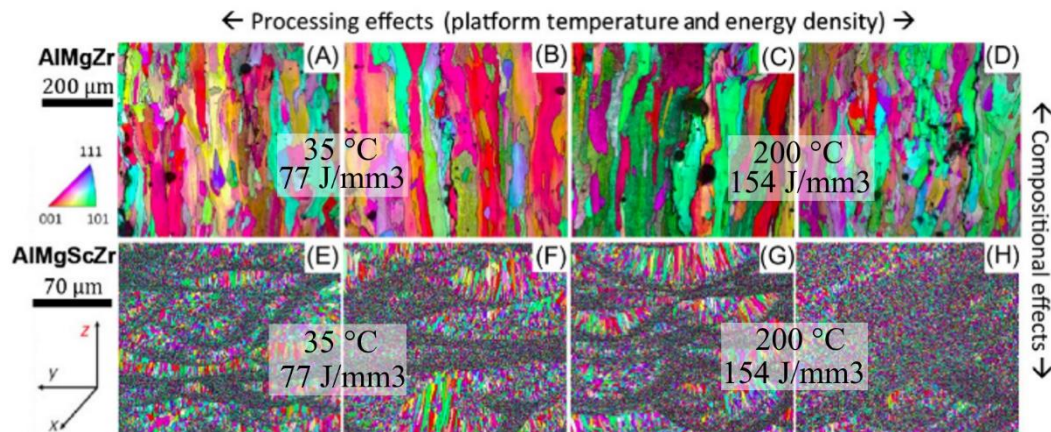 ← Processing effects (platform temperature and energy density) →
AlMgZr
200 μm
111
001 101
(A)
(B)
(C)
(D)
35 °C
77 J/mm3
200 °C
154 J/mm3
← Compositional effects →
AlMgScZr
70 μm
z
y
x
(E)
(F)
(G)
(H)
35 °C
77 J/mm3
200 °C
154 J/mm3